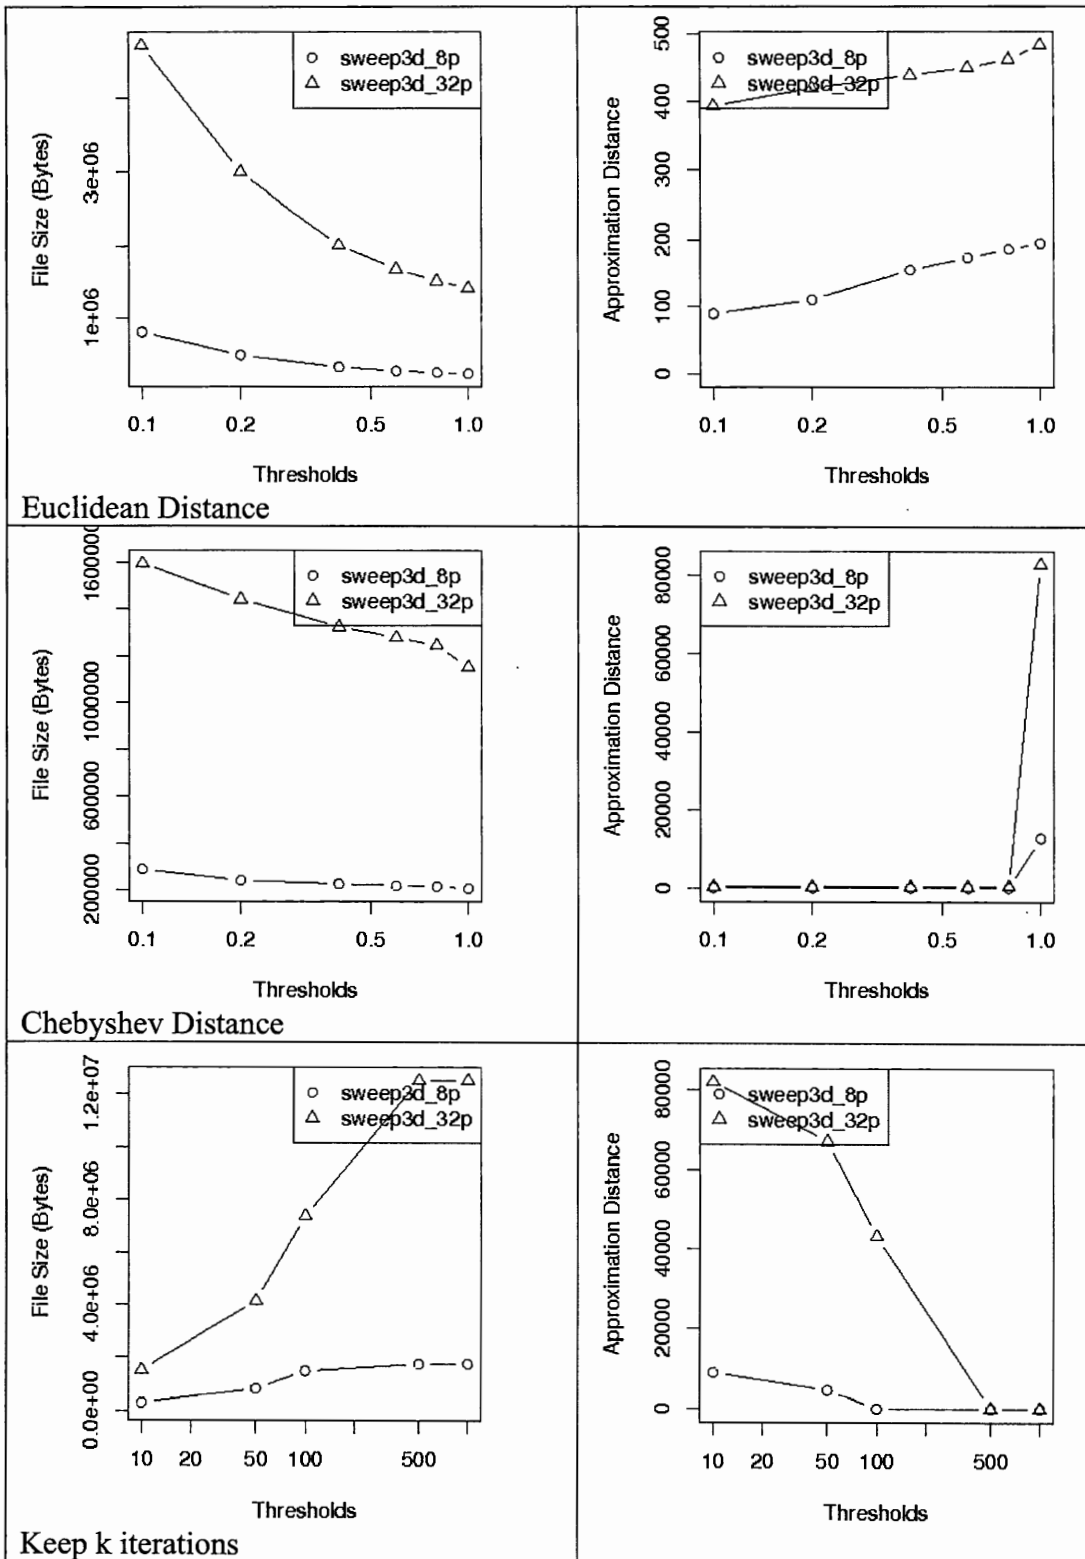 File Size (Bytes)
3e+06
1e+06
sweep3d_8p
sweep3d_32p
0.1 0.2 0.5 1.0
Thresholds
Euclidean Distance
Approximation Distance
500
400
300
200
100
0
sweep3d_8p
sweep3d_32p
0.1 0.2 0.5 1.0
Thresholds
File Size (Bytes)
1600000
1000000
600000
200000
sweep3d_8p
sweep3d_32p
0.1 0.2 0.5 1.0
Thresholds
Chebyshev Distance
Approximation Distance
80000
60000
40000
20000
0
sweep3d_8p
sweep3d_32p
0.1 0.2 0.5 1.0
Thresholds
File Size (Bytes)
1.2e+07
8.0e+06
4.0e+06
0.0e+00
sweep3d_8p
sweep3d_32p
10 20 50 100 500
Thresholds
Keep k iterations
Approximation Distance
80000
60000
40000
20000
0
sweep3d_8p
sweep3d_32p
10 20 50 100 500
Thresholds